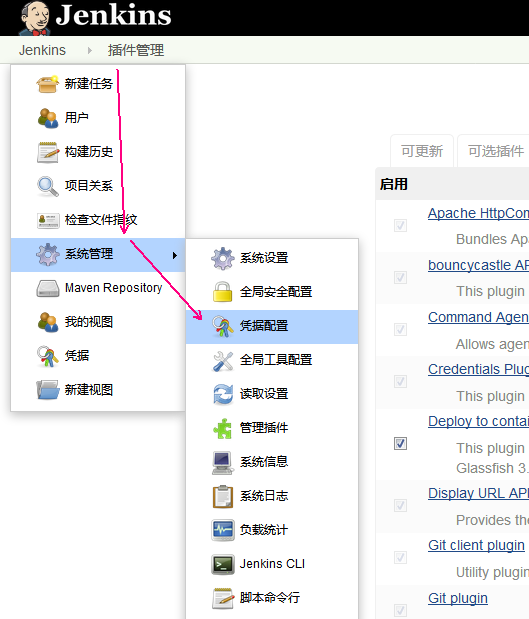 Jenkins
Jenkins 插件管理
新建任务
用户
构建历史
项目关系
检查文件指纹
系统管理
Maven Repository
我的视图
凭据
新建视图
系统设置
全局安全配置
凭据配置
全局工具配置
读取设置
管理插件
系统信息
系统日志
负载统计
Jenkins CLI
脚本命令行
可更新 可选插件
启用
Apache HttpCom
Bundles Apa
bouncycastle AP
This plugin
Command Agen
Allows agen
Credentials Plug
This plugin
Deploy to contai
This plugin
Glassfish 3.
Display URL API
Provides the
Git client plugin
Utility plugin
Git plugin